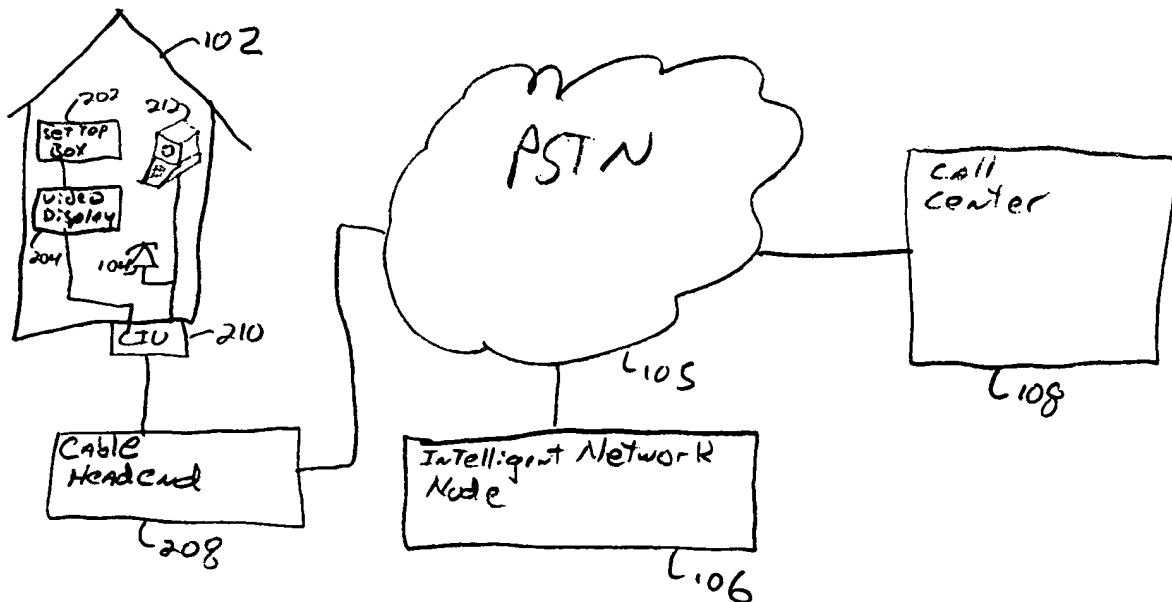 102
202
212
Set Top
Box
Video
Display
204
104
CIU
210
PSTN
105
Call
Center
108
Cable
Headend
208
Intelligent Network
Node
106